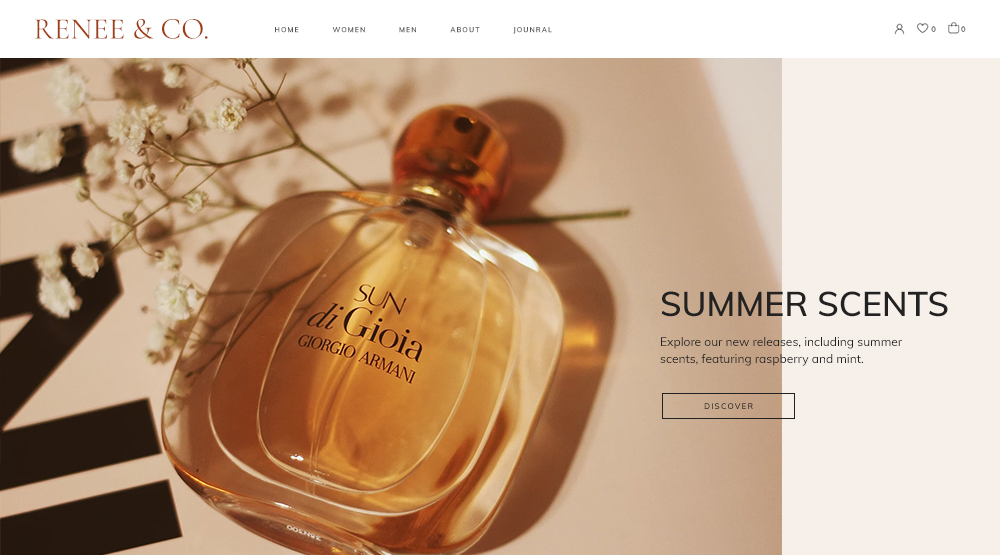 RENEE & CO.
HOME WOMEN MEN ABOUT JOUNRAL
0 0
SUN
di Gioia
GIORGIO ARMANI
SUMMER SCENTS
Explore our new releases, including summer
scents, featuring raspberry and mint.
DISCOVER